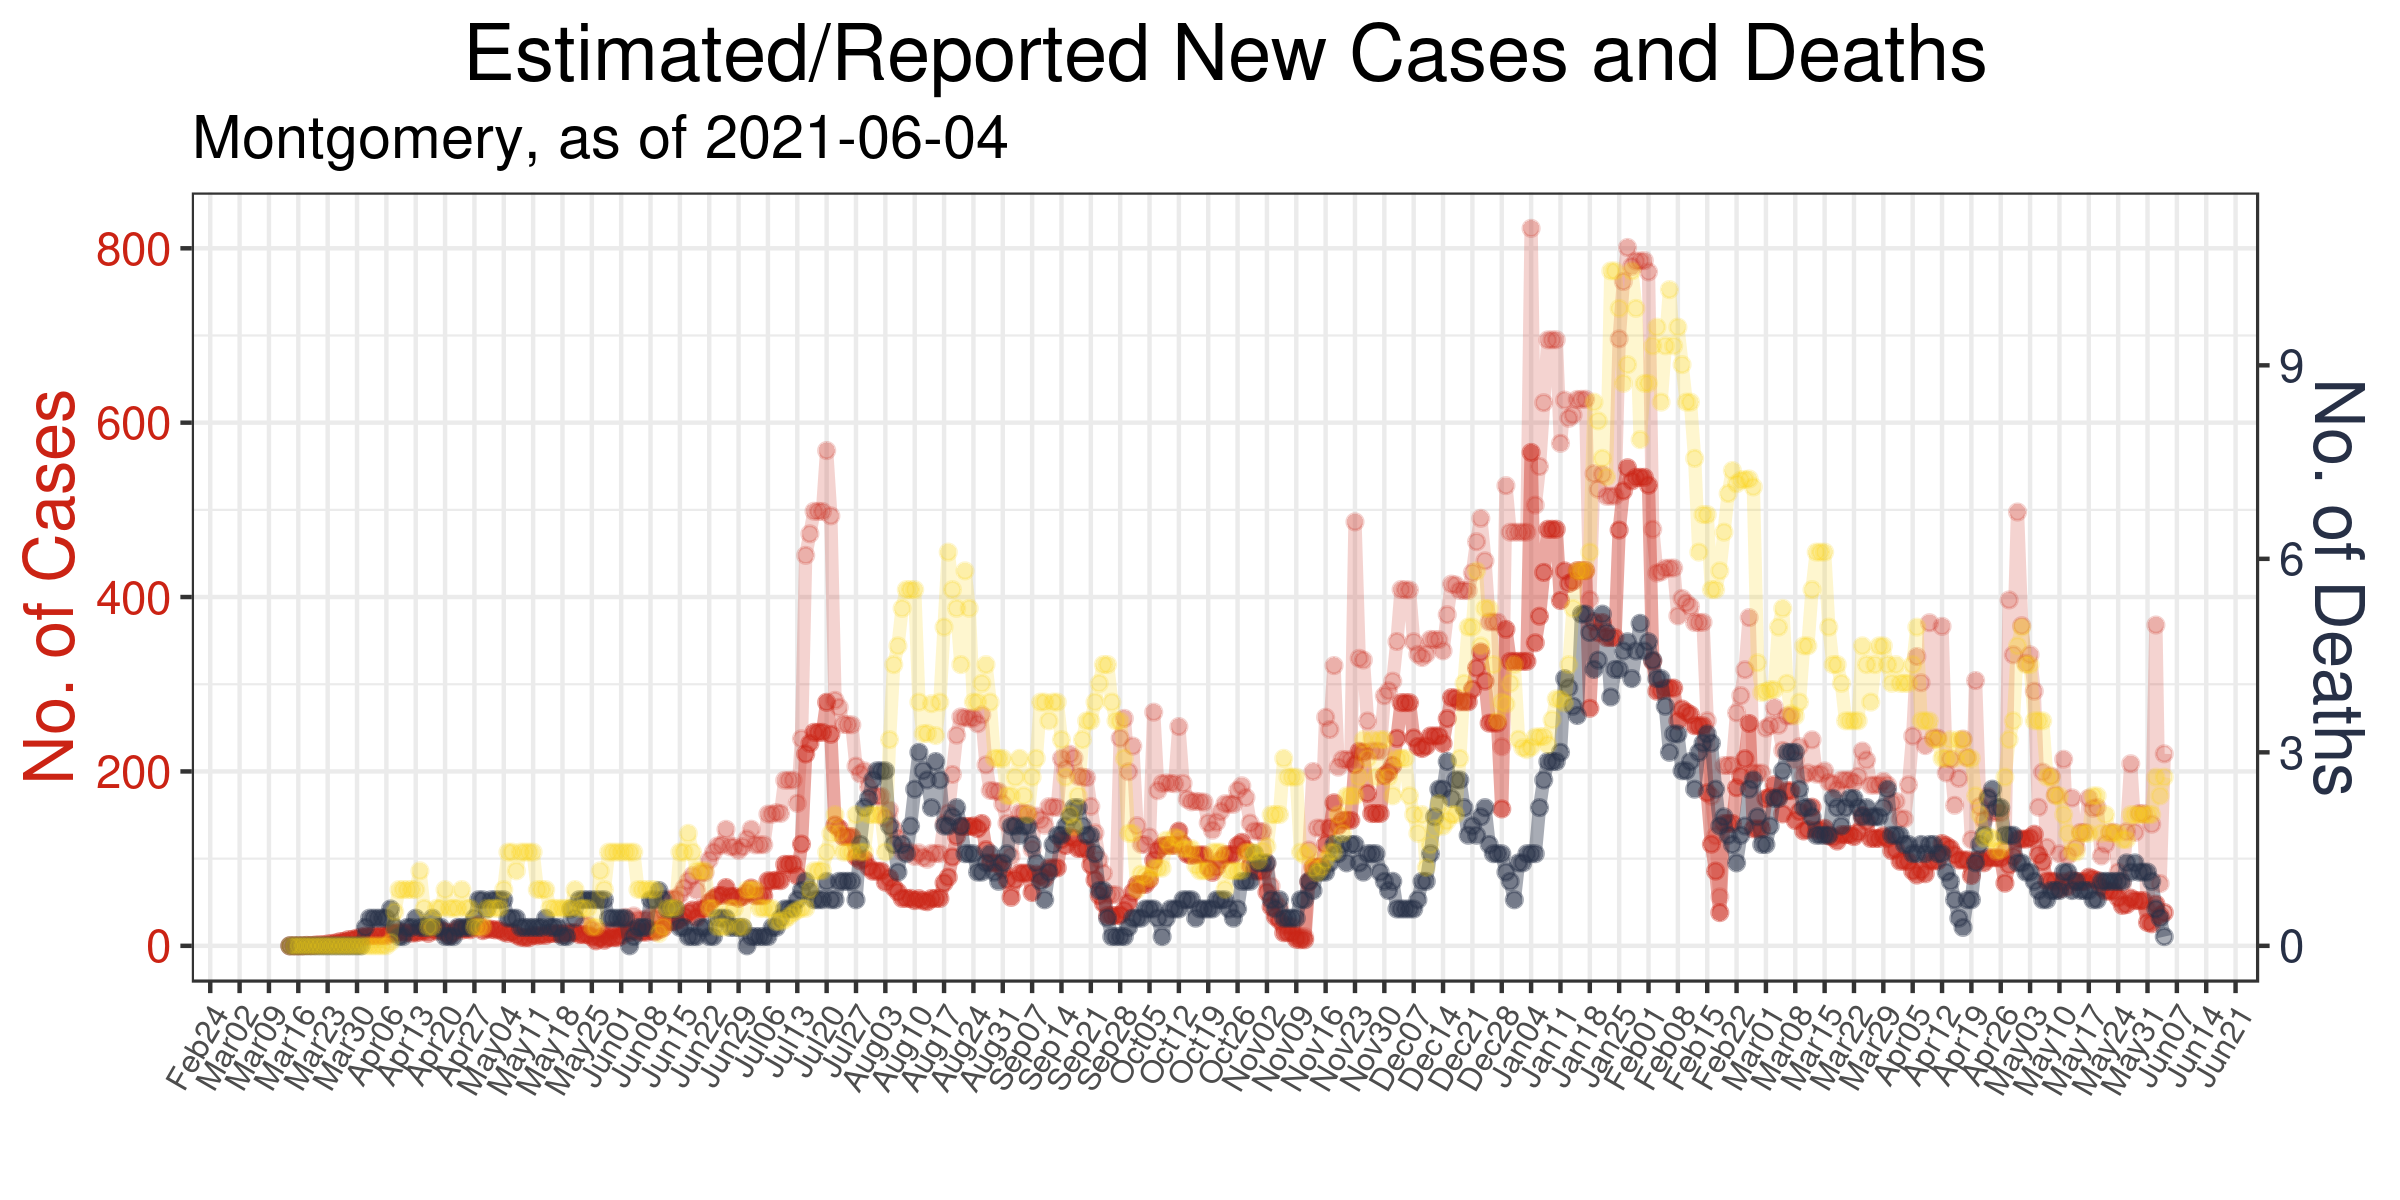 Estimated/Reported New Cases and Deaths
Montgomery, as of 2021-06-04
No. of Cases
800
600
400
200
0
No. of Deaths
9
6
3
0
Feb24
Mar02
Mar09
Mar16
Mar23
Mar30
Apr06
Apr13
Apr20
Apr27
May04
May11
May18
May25
Jun01
Jun08
Jun15
Jun22
Jun29
Jul06
Jul13
Jul20
Jul27
Aug03
Aug10
Aug17
Aug24
Aug31
Sep07
Sep14
Sep21
Sep28
Oct05
Oct12
Oct19
Oct26
Nov02
Nov09
Nov16
Nov23
Nov30
Dec07
Dec14
Dec21
Dec28
Jan04
Jan11
Jan18
Jan25
Feb01
Feb08
Feb15
Feb22
Mar01
Mar08
Mar15
Mar22
Mar29
Apr05
Apr12
Apr19
Apr26
May03
May10
May17
May24
May31
Jun07
Jun14
Jun21